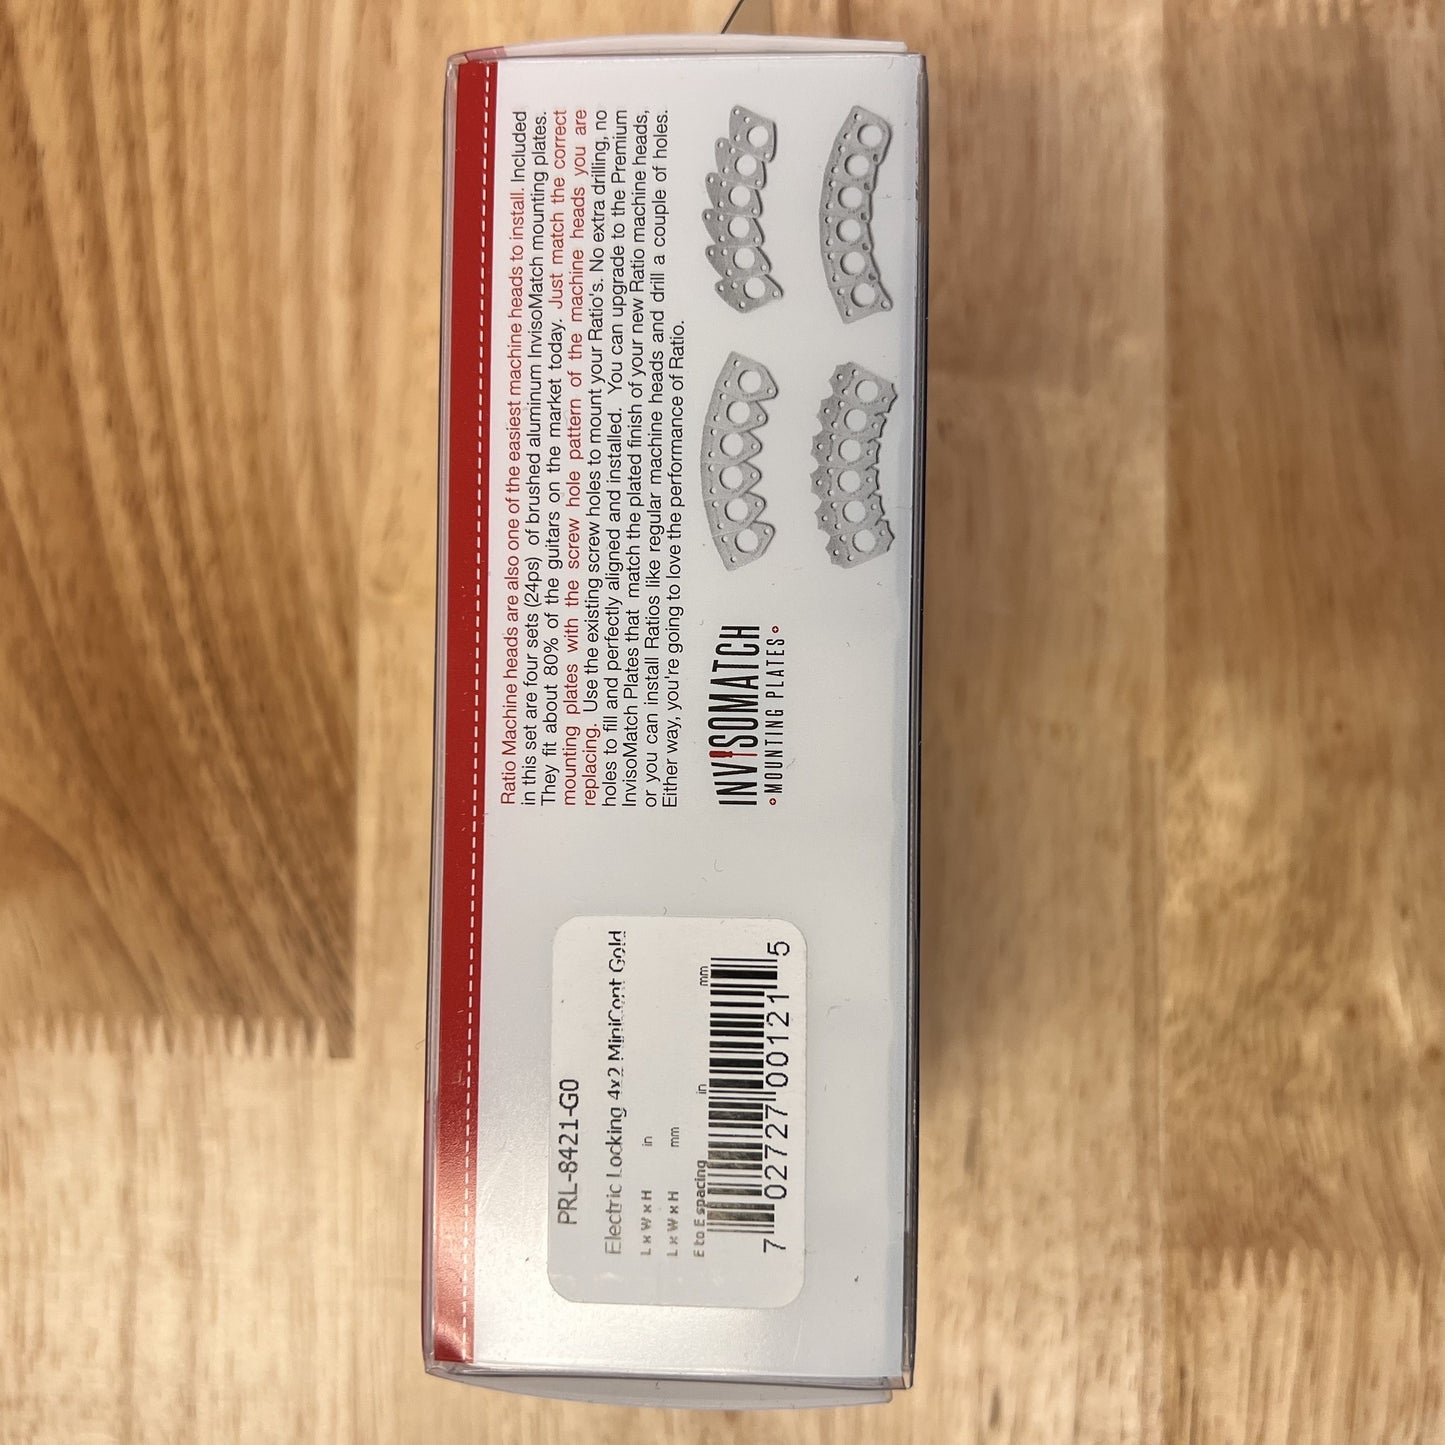 Ratio Machine heads are also one of the easiest machine heads to install. Included
in this set are four sets (24ps) of brushed aluminum InvisoMatch mounting plates.
They fit about 80% of the guitars on the market today. Just match the correct
mounting plates with the screw hole pattern of the machine heads you are
replacing. Use the existing screw holes to mount your Ratio's. No extra drilling, no
holes to fill and perfectly aligned and installed. You can upgrade to the Premium
InvisoMatch Plates that match the plated finish of your new Ratio machine heads,
or you can install Ratios like regular machine heads and drill a couple of holes.
Either way, you're going to love the performance of Ratio.
INVISOMATCH
MOUNTING PLATES
PRL-8421-G0
Electric Locking 4x2 MiniCont Gold
L x W x H in
L x W x H mm
E to E spacing in mm
7 02727 00121 5